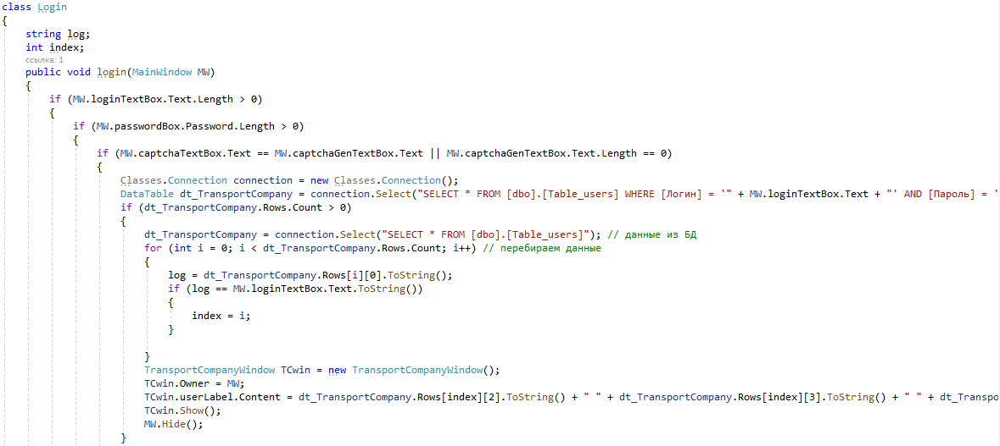 class Login
{
string log;
int index;
ссылка: 1
public void login(MainWindow MW)
{
if (MW.loginTextBox.Text.Length > 0)
{
if (MW.passwordBox.Password.Length > 0)
{
if (MW.captchaTextBox.Text == MW.captchaGenTextBox.Text || MW.captchaGenTextBox.Text.Length == 0)
{
Classes.Connection connection = new Classes.Connection();
DataTable dt_TransportCompany = connection.Select("SELECT * FROM [dbo].[Table_users] WHERE [Логин] = '" + MW.loginTextBox.Text + "' AND [Пароль] = '
if (dt_TransportCompany.Rows.Count > 0)
{
dt_TransportCompany = connection.Select("SELECT * FROM [dbo].[Table_users]"); // данные из БД
for (int i = 0; i < dt_TransportCompany.Rows.Count; i++) // перебираем данные
{
log = dt_TransportCompany.Rows[i][0].ToString();
if (log == MW.loginTextBox.Text.ToString())
{
index = i;
}
}
TransportCompanyWindow TCwin = new TransportCompanyWindow();
TCwin.Owner = MW;
TCwin.userLabel.Content = dt_TransportCompany.Rows[index][2].ToString() + " " + dt_TransportCompany.Rows[index][3].ToString() + " " + dt_Transpo
TCwin.Show();
MW.Hide();
}